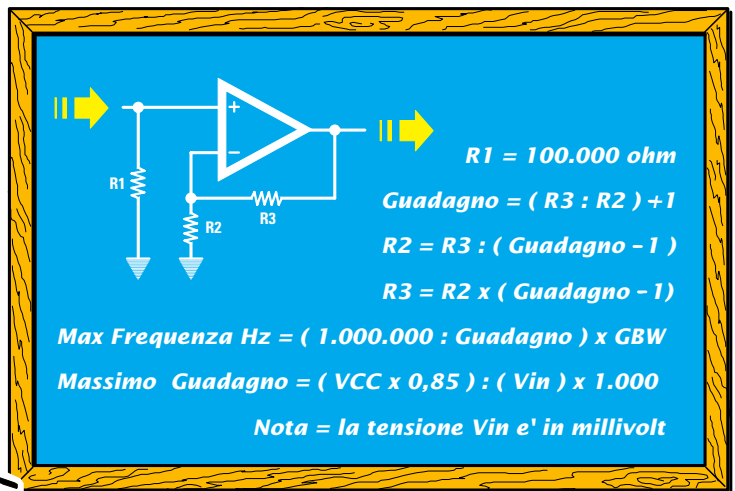 +
−
R1
R2
R3
R1 = 100.000 ohm
Guadagno = ( R3 : R2 ) +1
R2 = R3 : ( Guadagno – 1 )
R3 = R2 x ( Guadagno – 1)
Max Frequenza Hz = ( 1.000.000 : Guadagno ) x GBW
Massimo Guadagno = ( VCC x 0,85 ) : ( Vin ) x 1.000
Nota = la tensione Vin e' in millivolt